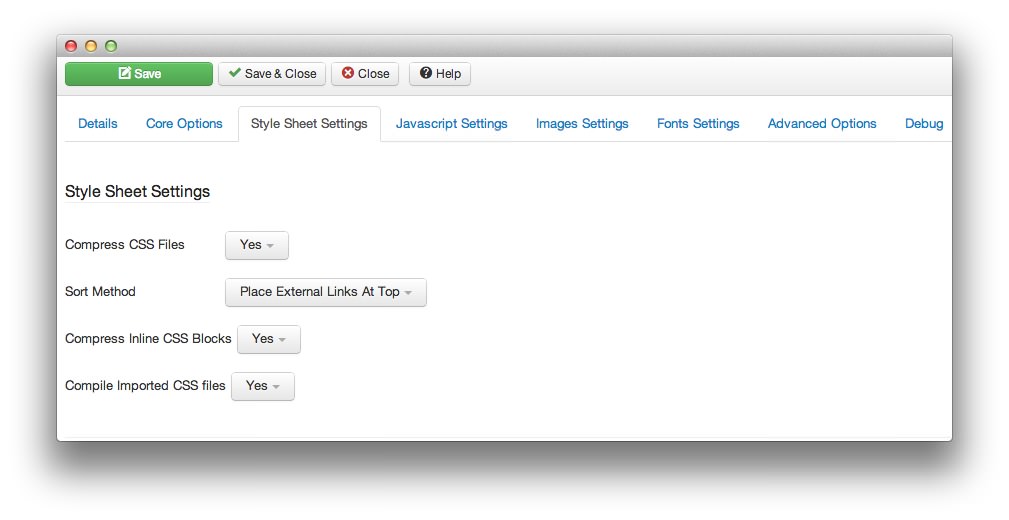 Save Save & Close Close Help
Details Core Options Style Sheet Settings Javascript Settings Images Settings Fonts Settings Advanced Options Debug
Style Sheet Settings
Compress CSS Files Yes
Sort Method Place External Links At Top
Compress Inline CSS Blocks Yes
Compile Imported CSS files Yes